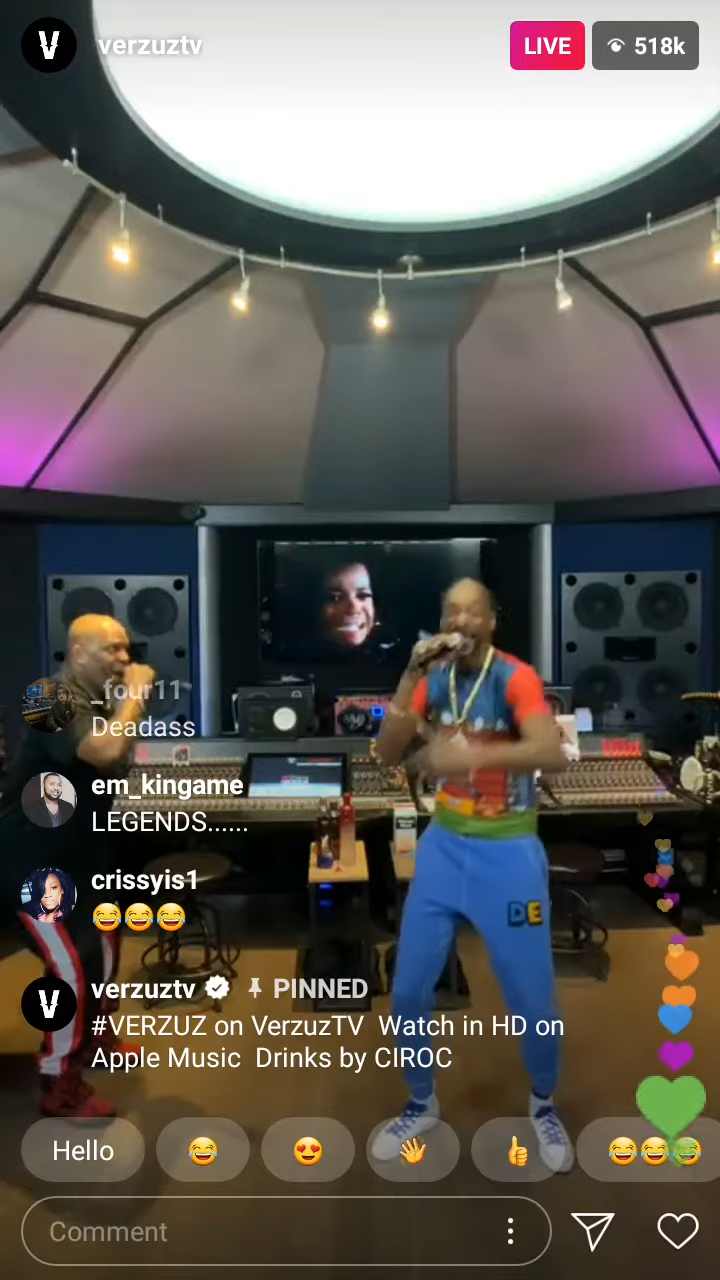 V verzuztv LIVE 518k
_four11
Deadass
em_kingame
LEGENDS......
crissyis1
😂😂😂
V verzuztv PINNED
#VERZUZ on VerzuzTV Watch in HD on
Apple Music Drinks by CIROC
DE
Hello 😂 😍 👋 👍 😂😂😂
Comment